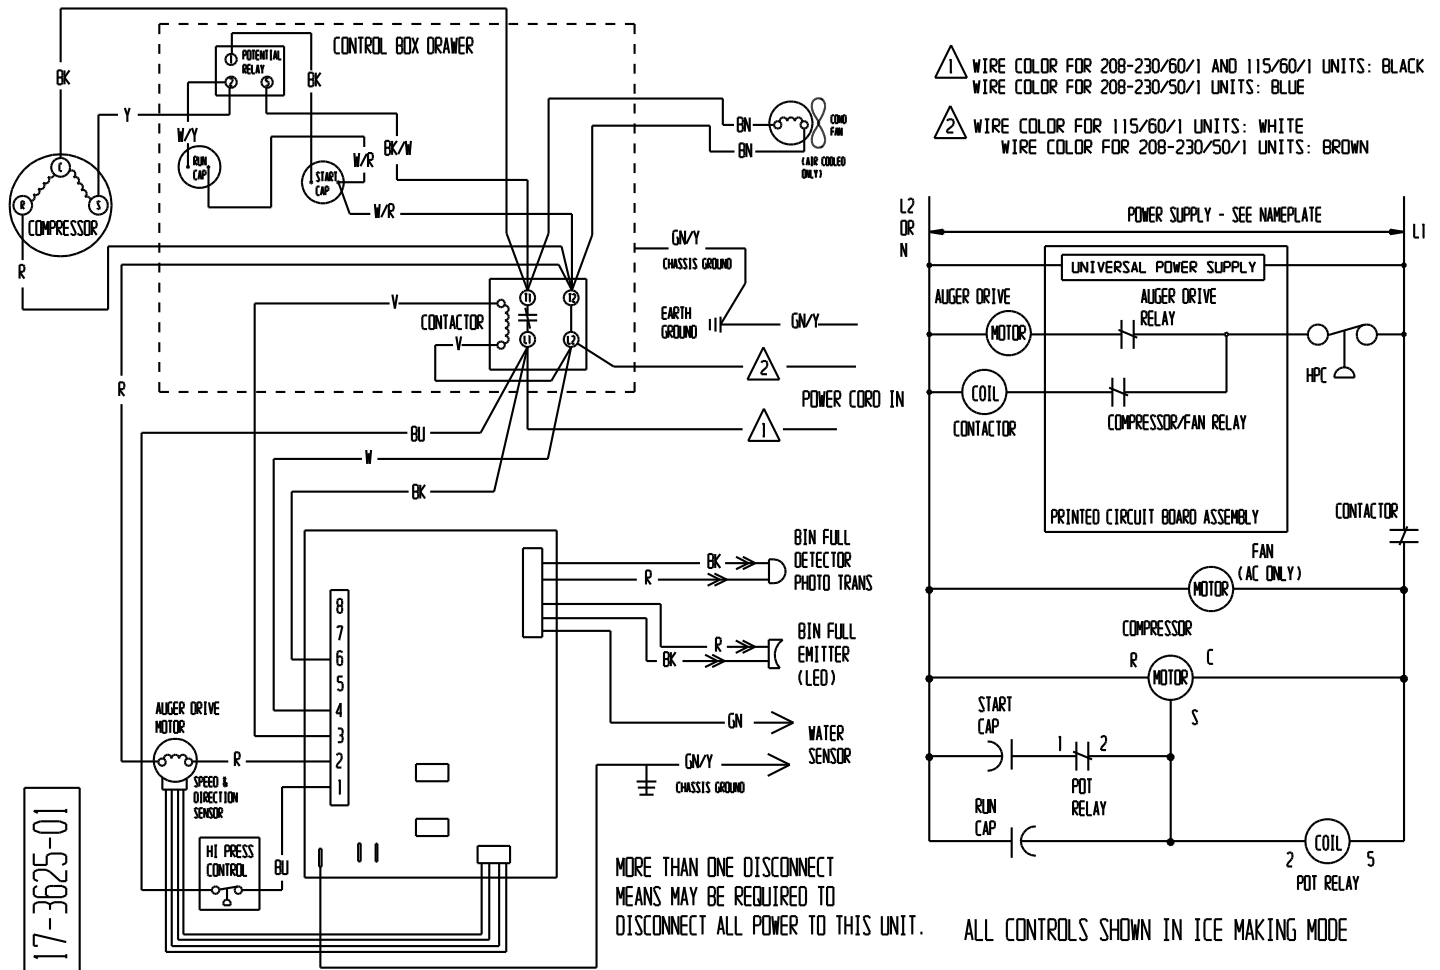 CONTROL BOX DRAWER
POTENTIAL
RELAY
1
2
5
BK
BK
Y
W/Y
RUN
CAP
W/R
START
CAP
BK/W
W/R
C
R
S
COMPRESSOR
R
BN
BN
COND
FAN
(AIR COOLED
ONLY)
1
WIRE COLOR FOR 208-230/60/1 AND 115/60/1 UNITS: BLACK
WIRE COLOR FOR 208-230/50/1 UNITS: BLUE
2
WIRE COLOR FOR 115/60/1 UNITS: WHITE
WIRE COLOR FOR 208-230/50/1 UNITS: BROWN
GN/Y
CHASSIS GROUND
EARTH
GROUND
GN/Y
V
CONTACTOR
V
T1
T2
L1
L2
2
POWER CORD IN
1
R
BU
W
BK
8
7
6
5
4
3
2
1
BK
R
BIN FULL
DETECTOR
PHOTO TRANS
R
BK
BIN FULL
EMITTER
(LED)
GN
WATER
SENSOR
GN/Y
CHASSIS GROUND
AUGER DRIVE
MOTOR
R
SPEED &
DIRECTION
SENSOR
HI PRESS
CONTROL
BU
17-3625-01
MORE THAN ONE DISCONNECT
MEANS MAY BE REQUIRED TO
DISCONNECT ALL POWER TO THIS UNIT.
L2
OR
N
POWER SUPPLY - SEE NAMEPLATE
L1
UNIVERSAL POWER SUPPLY
AUGER DRIVE
MOTOR
AUGER DRIVE
RELAY
HPC
COIL
CONTACTOR
COMPRESSOR/FAN RELAY
PRINTED CIRCUIT BOARD ASSEMBLY
CONTACTOR
FAN
(AC ONLY)
MOTOR
COMPRESSOR
R
C
MOTOR
S
START
CAP
1
2
POT
RELAY
RUN
CAP
COIL
2
5
POT RELAY
ALL CONTROLS SHOWN IN ICE MAKING MODE